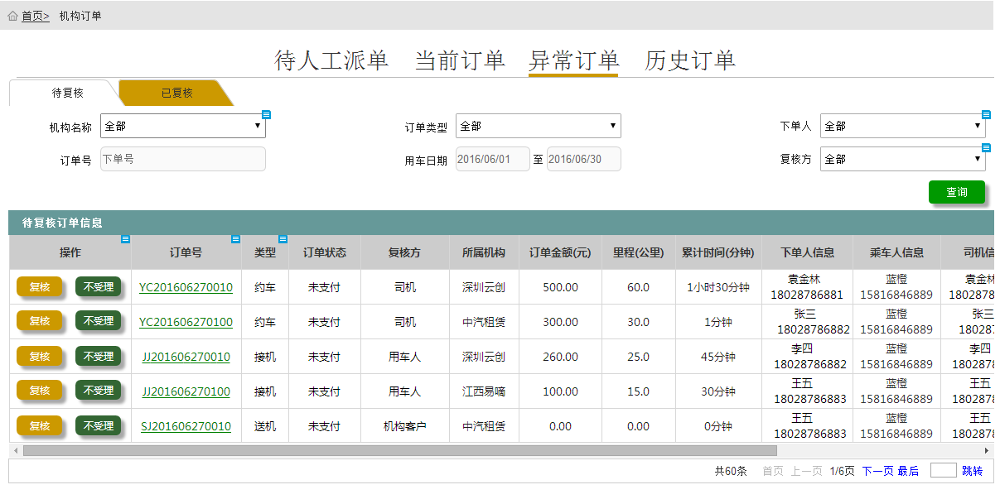 首页> 机构订单
待人工派单 当前订单 异常订单 历史订单
待复核 已复核
机构名称 全部 订单类型 全部 下单人 全部
订单号 下单号 用车日期 2016/06/01 至 2016/06/30 复核方 全部
查询
待复核订单信息
操作 订单号 类型 订单状态 复核方 所属机构 订单金额(元) 里程(公里) 累计时间(分钟) 下单人信息 乘车人信息 司机信
复核 不受理 YC201606270010 约车 未支付 司机 深圳云创 500.00 60.0 1小时30分钟 袁金林 蓝橙 袁金林
18028786881 15816846889 180287
复核 不受理 YC201606270100 约车 未支付 司机 中汽租赁 300.00 30.0 1分钟 张三 蓝橙 张三
18028786882 15816846889 18028
复核 不受理 JJ201606270010 接机 未支付 用车人 深圳云创 260.00 25.0 45分钟 李四 蓝橙 李四
18028786882 15816846889 180287
复核 不受理 JJ201606270100 接机 未支付 用车人 江西易嘀 100.00 15.0 30分钟 王五 蓝橙 王五
18028786883 15816846889 180287
复核 不受理 SJ201606270010 送机 未支付 机构客户 中汽租赁 0.00 0.00 0分钟 王五 蓝橙 王五
18028786883 15816846889 180287
共60条 首页 上一页 1/6页 下一页 最后 跳转